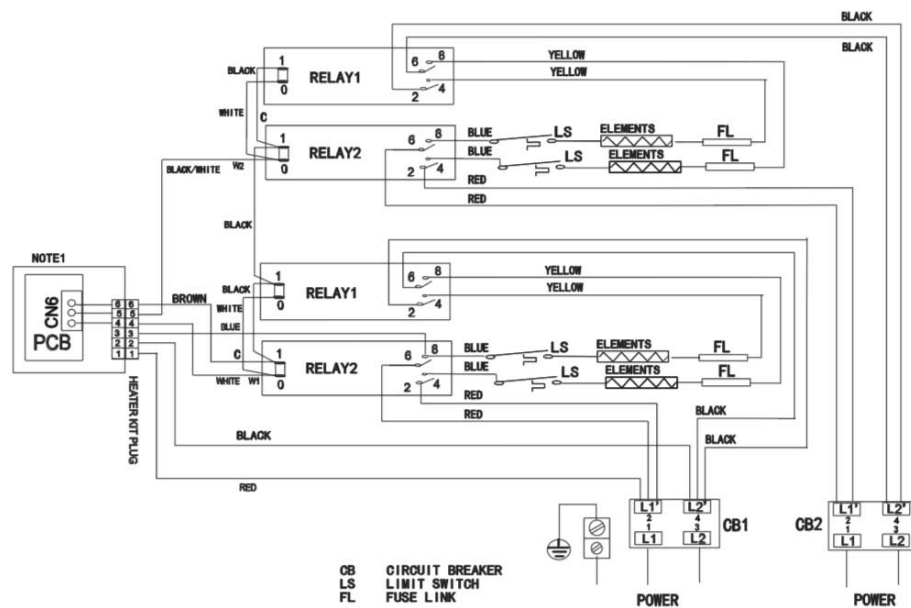 BLACK
BLACK
1 6 8 YELLOW
BLACK RELAY1 YELLOW
0 2 4
WHITE
C
1 6 8 BLUE LS ELEMENTS FL
RELAY2 BLUE LS ELEMENTS FL
BLACK/WHITE W2 0 2 4 RED
RED
BLACK
NOTE1
1 6 8 YELLOW
BLACK RELAY1 YELLOW
BROWN WHITE 0 2 4
CN6 6 6
5 5
PCB 4 4
3 3 BLUE
2 2
1 1
C 1 6 8 BLUE LS ELEMENTS FL
RELAY2 BLUE LS ELEMENTS FL
WHITE W1 0 2 4 RED
RED
HEATER KIT PLUG
BLACK
BLACK
BLACK
RED
L1' L2' CB1
2 4
1 3
L1 L2
POWER
CB2 L1' L2'
2 4
1 3
L1 L2
POWER
CB CIRCUIT BREAKER
LS LIMIT SWITCH
FL FUSE LINK